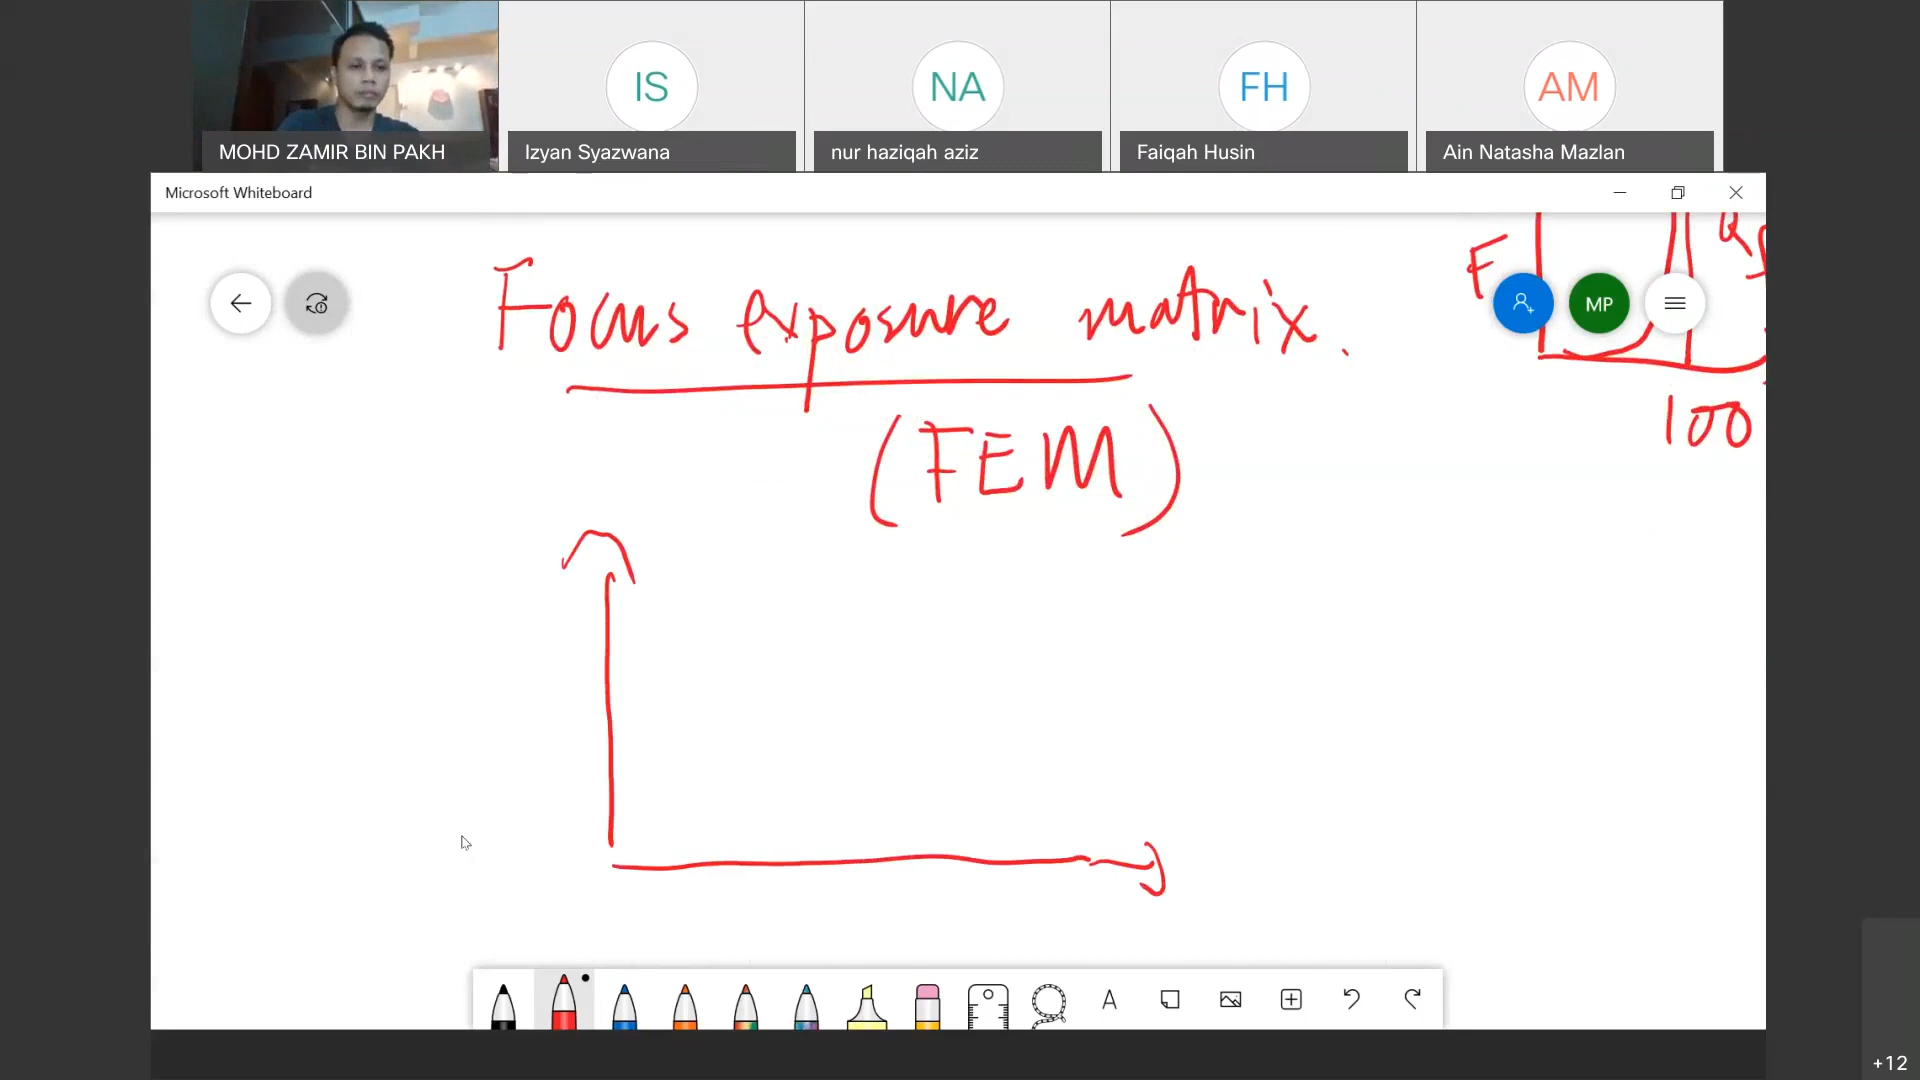 IS
NA
FH
AM
MOHD ZAMIR BIN PAKH
Izyan Syazwana
nur haziqah aziz
Faiqah Husin
Ain Natasha Mazlan
Microsoft Whiteboard
Focus exposure matrix.
(FEM)
F
MP
100
A
+12